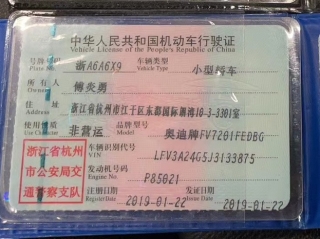 中华人民共和国机动车行驶证
Vehicle License of the People's Republic of China
号牌号码 浙A6A6X9 车辆类型 小型轿车
Plate No. Vehicle Type
所有人 傅炎勇
Owner
住址 浙江省杭州市江干区东都国际湖湾10-3-3301室
Address
使用性质 非营运 品牌型号 奥迪牌FV7201FEDBG
Use Character Model
浙江省杭州
市公安局交
通警察支队
车辆识别代号 LFV3A24G5J3133875
VIN
发动机号码 P85021
Engine No.
注册日期 2019-01-22 发证日期 2019-01-22
Register Date Issue Date